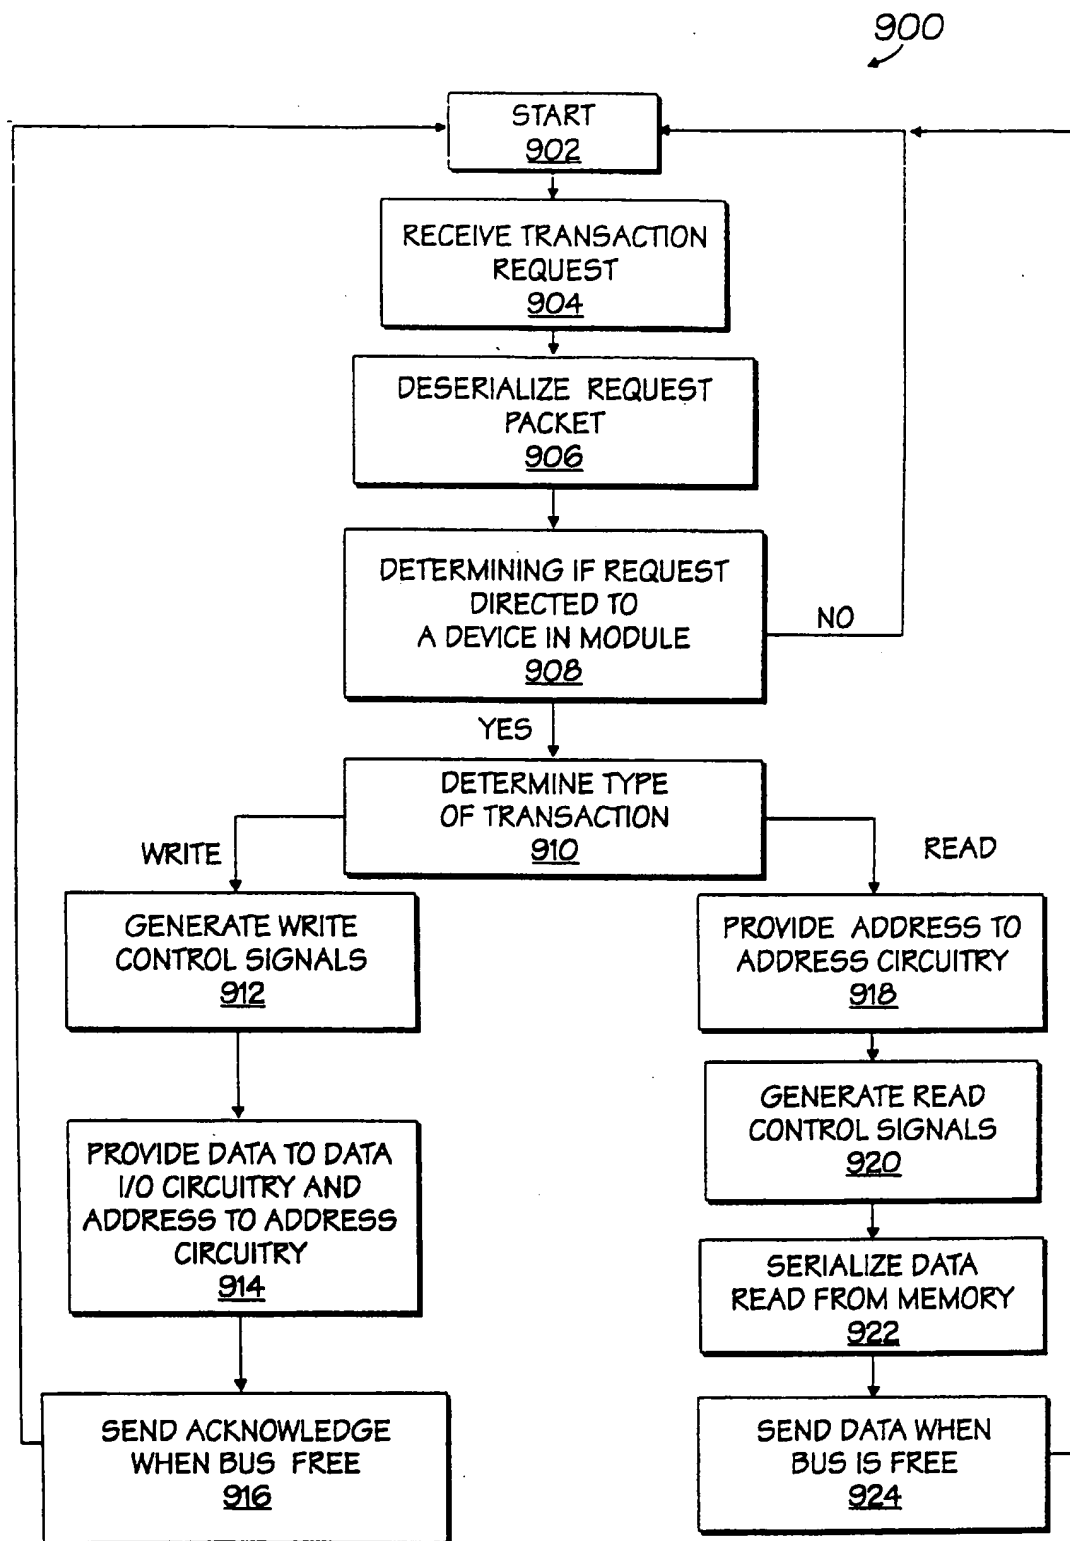 900
START
902
RECEIVE TRANSACTION
REQUEST
904
DESERIALIZE REQUEST
PACKET
906
DETERMINING IF REQUEST
DIRECTED TO
A DEVICE IN MODULE
908
NO
YES
DETERMINE TYPE
OF TRANSACTION
910
WRITE
READ
GENERATE WRITE
CONTROL SIGNALS
912
PROVIDE DATA TO DATA
I/O CIRCUITRY AND
ADDRESS TO ADDRESS
CIRCUITRY
914
SEND ACKNOWLEDGE
WHEN BUS FREE
916
PROVIDE ADDRESS TO
ADDRESS CIRCUITRY
918
GENERATE READ
CONTROL SIGNALS
920
SERIALIZE DATA
READ FROM MEMORY
922
SEND DATA WHEN
BUS IS FREE
924